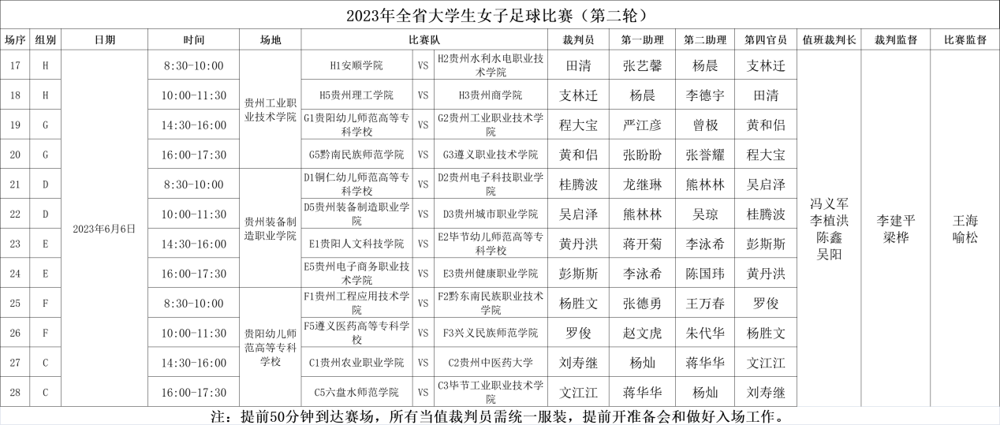 2023年全省大学生女子足球比赛（第二轮）
场序 组别 日期 时间 场地 比赛队 裁判员 第一助理 第二助理 第四官员 值班裁判长 裁判监督 比赛监督
17 H 8:30-10:00 H1安顺学院 VS H2贵州水利水电职业技术学院 田清 张艺馨 杨晨 支林迁
18 H 10:00-11:30 H5贵州理工学院 VS H3贵州商学院 支林迁 杨晨 李德宇 田清
贵州工业职业技术学院
19 G 14:30-16:00 G1贵阳幼儿师范高等专科学校 VS G2贵州工业职业技术学院 程大宝 严江彦 曾极 黄和侣
20 G 16:00-17:30 G5黔南民族师范学院 VS G3遵义职业技术学院 黄和侣 张盼盼 张誉耀 程大宝
21 D 8:30-10:00 D1铜仁幼儿师范高等专科学校 VS D2贵州电子科技职业学院 桂腾波 龙继琳 熊林林 吴启泽
22 D 10:00-11:30 D5贵州装备制造职业学院 VS D3贵州城市职业学院 吴启泽 熊林林 吴琼 桂腾波
2023年6月6日 贵州装备制造职业学院 冯义军 李植洪 陈鑫 吴阳 李建平 梁桦 王海 喻松
23 E 14:30-16:00 E1贵阳人文科技学院 VS E2毕节幼儿师范高等专科学校 黄丹洪 蒋开菊 李泳希 彭斯斯
24 E 16:00-17:30 E5贵州电子商务职业技术学院 VS E3贵州健康职业学院 彭斯斯 李泳希 陈国玮 黄丹洪
25 F 8:30-10:00 F1贵州工程应用技术学院 VS F2黔东南民族职业技术学院 杨胜文 张德勇 王万春 罗俊
26 F 10:00-11:30 F5遵义医药高等专科学校 VS F3兴义民族师范学院 罗俊 赵文虎 朱代华 杨胜文
贵阳幼儿师范高等专科学校
27 C 14:30-16:00 C1贵州农业职业学院 VS C2贵州中医药大学 刘寿继 杨灿 蒋华华 文江江
28 C 16:00-17:30 C5六盘水师范学院 VS C3毕节工业职业技术学院 文江江 蒋华华 杨灿 刘寿继
注：提前50分钟到达赛场，所有当值裁判员需统一服装，提前开准备会和做好入场工作。